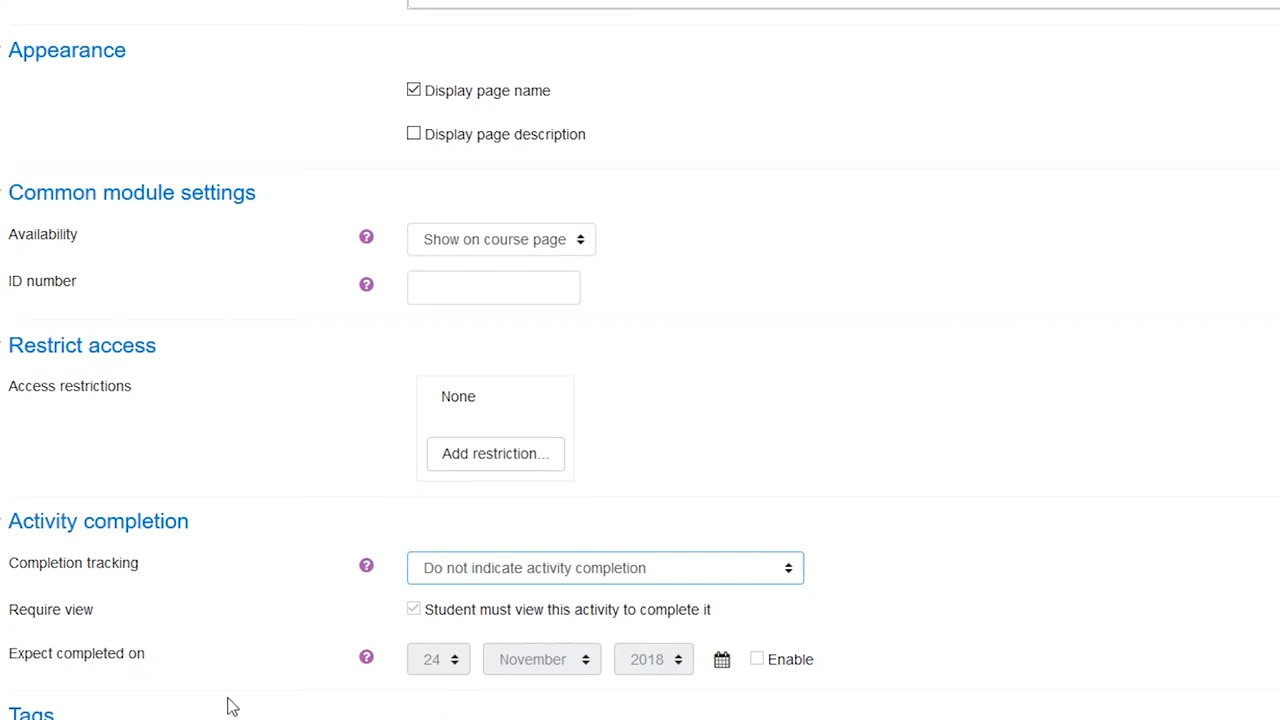 Appearance
Display page name
Display page description
Common module settings
Availability
Show on course page
ID number
Restrict access
Access restrictions
None
Add restriction...
Activity completion
Completion tracking
Do not indicate activity completion
Require view
Student must view this activity to complete it
Expect completed on
24 November 2018 Enable
Tags